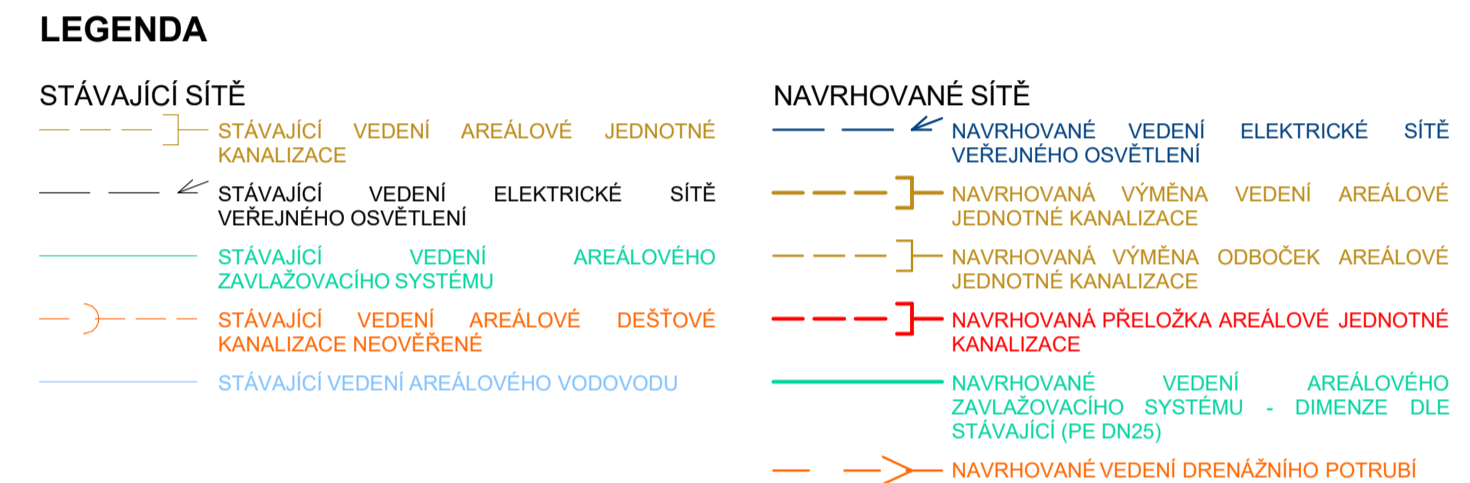 LEGENDA
STÁVAJÍCÍ SÍTĚ
STÁVAJÍCÍ VEDENÍ AREÁLOVÉ JEDNOTNÉ
KANALIZACE
STÁVAJÍCÍ VEDENÍ ELEKTRICKÉ SÍTĚ
VEŘEJNÉHO OSVĚTLENÍ
STÁVAJÍCÍ VEDENÍ AREÁLOVÉHO
ZAVLAŽOVACÍHO SYSTÉMU
STÁVAJÍCÍ VEDENÍ AREÁLOVÉ DEŠŤOVÉ
KANALIZACE NEOVĚŘENÉ
STÁVAJÍCÍ VEDENÍ AREÁLOVÉHO VODOVODU
NAVRHOVANÉ SÍTĚ
NAVRHOVANÉ VEDENÍ ELEKTRICKÉ SÍTĚ
VEŘEJNÉHO OSVĚTLENÍ
NAVRHOVANÁ VÝMĚNA VEDENÍ AREÁLOVÉ
JEDNOTNÉ KANALIZACE
NAVRHOVANÁ VÝMĚNA ODBOČEK AREÁLOVÉ
JEDNOTNÉ KANALIZACE
NAVRHOVANÁ PŘELOŽKA AREÁLOVÉ JEDNOTNÉ
KANALIZACE
NAVRHOVANÉ VEDENÍ AREÁLOVÉHO
ZAVLAŽOVACÍHO SYSTÉMU - DIMENZE DLE
STÁVAJÍCÍ (PE DN25)
NAVRHOVANÉ VEDENÍ DRENÁŽNÍHO POTRUBÍ